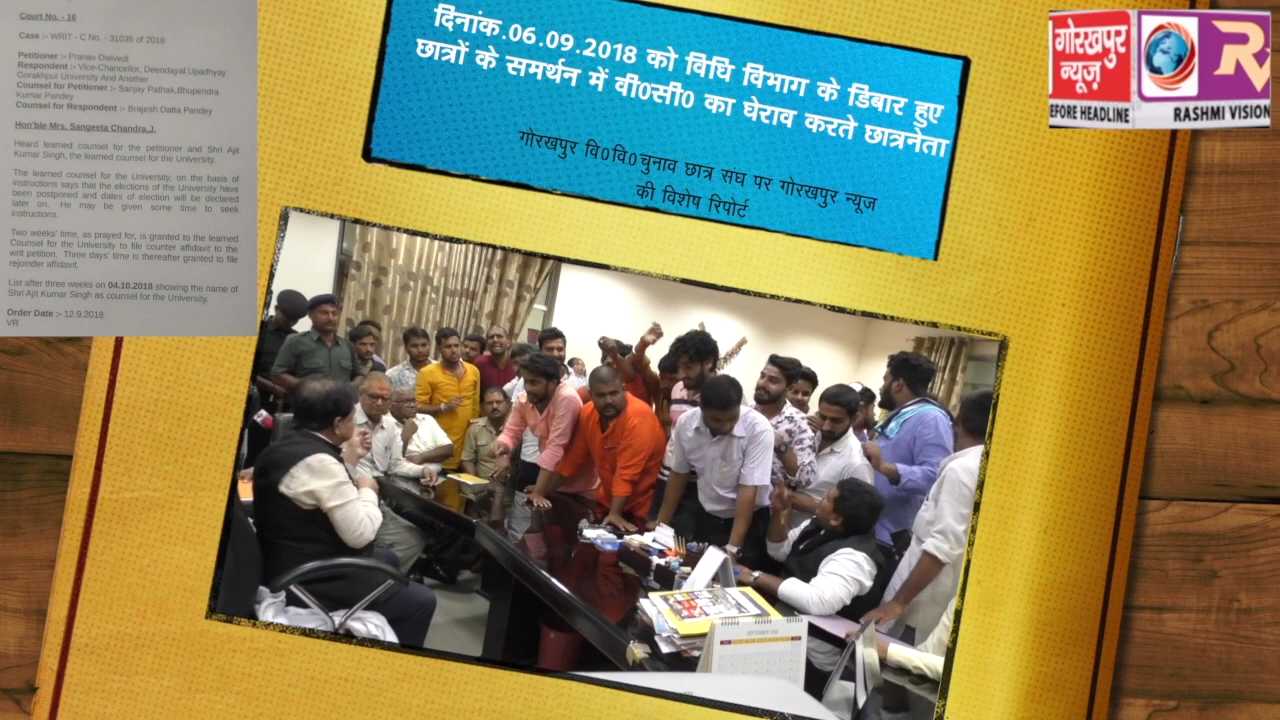 Court No. - 16
Case :- WRIT - C No. - 31035 of 2018
Petitioner :- Pranav Dwivedi
Respondent :- Vice-Chancellor, Deendayal Upadhyay
Gorakhpur University And Another
Counsel for Petitioner :- Sanjay Pathak,Bhupendra
Kumar Pandey
Counsel for Respondent :- Brajesh Datta Pandey
Hon'ble Mrs. Sangeeta Chandra,J.
Heard learned counsel for the petitioner and Shri Ajit
Kumar Singh, the learned counsel for the University.
The learned counsel for the University, on the basis of
instructions says that the elections of the University have
been postponed and dates of election will be declared
later on. He may be given some time to seek
instructions.
Two weeks' time, as prayed for, is granted to the learned
Counsel for the University to file counter affidavit to the
writ petition. Three days' time is thereafter granted to file
rejoinder affidavit.
List after three weeks on 04.10.2018 showing the name of
Shri Ajit Kumar Singh as counsel for the University.
Order Date :- 12.9.2018
VR
दिनांक.06.09.2018 को विधि विभाग के डिबार हुए
छात्रों के समर्थन में वी0सी0 का घेराव करते छात्रनेता
गोरखपुर वि0वि0चुनाव छात्र संघ पर गोरखपुर न्यूज
की विशेष रिपोर्ट
गोरखपुर
न्यूज़
EFORE HEADLINE
RV
RASHMI VISION